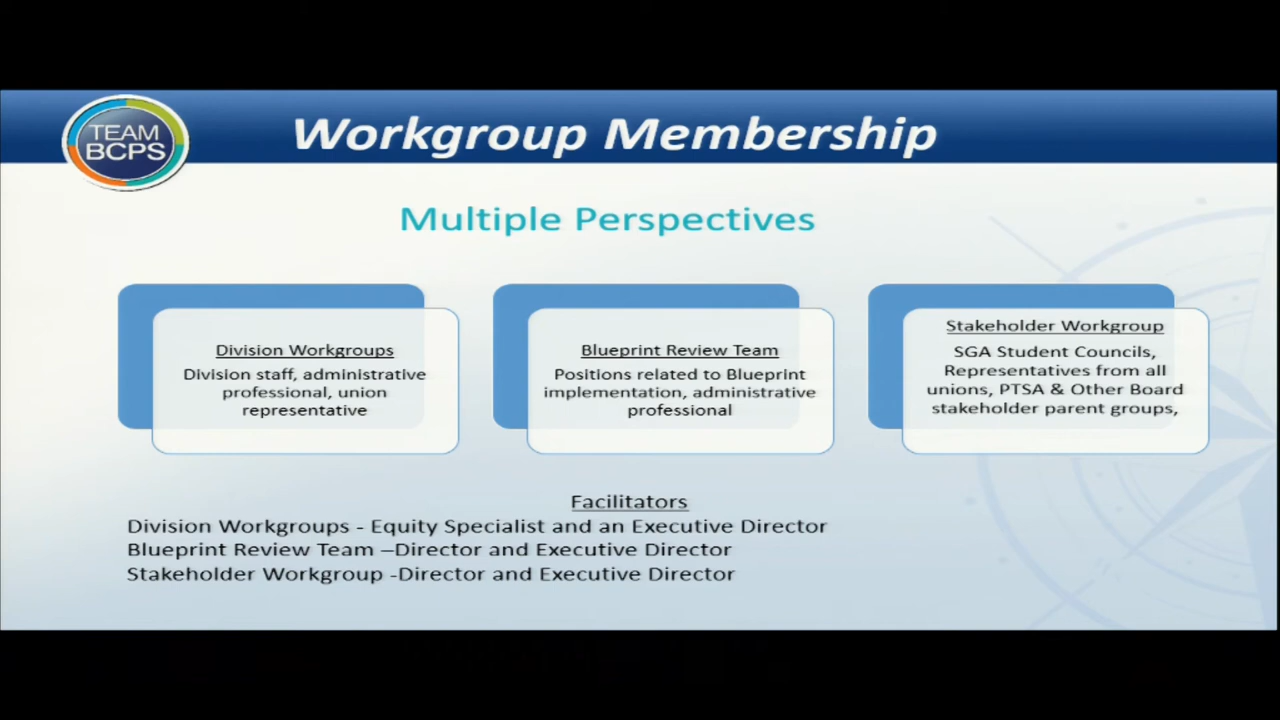 TEAM
BCPS
Workgroup Membership
Multiple Perspectives
Division Workgroups
Division staff, administrative
professional, union
representative
Blueprint Review Team
Positions related to Blueprint
implementation, administrative
professional
Stakeholder Workgroup
SGA Student Councils,
Representatives from all
unions, PTSA & Other Board
stakeholder parent groups,
Facilitators
Division Workgroups - Equity Specialist and an Executive Director
Blueprint Review Team –Director and Executive Director
Stakeholder Workgroup -Director and Executive Director